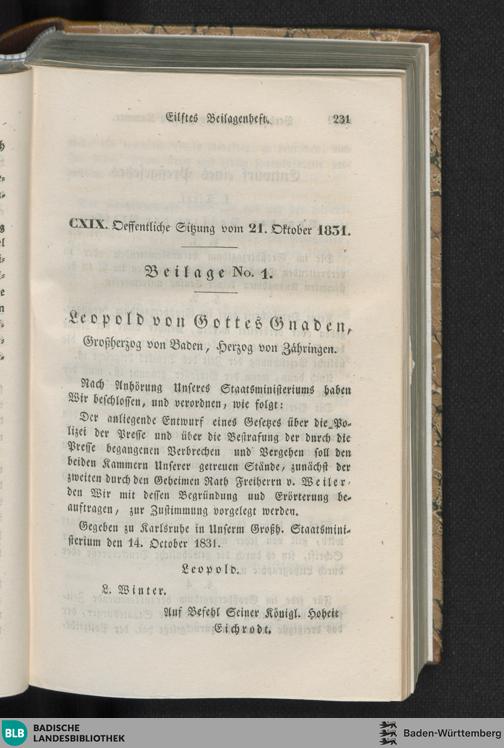 Eilftes Beilagenheft. 231
CXIX. Oeffentliche Sitzung vom 21. Oktober 1831.
Beilage No. 1.
Leopold von Gottes Gnaden,
Großherzog von Baden, Herzog von Zähringen.
Nach Anhörung Unseres Staatsministeriums haben
Wir beschlossen, und verordnen, wie folgt:
Der anliegende Entwurf eines Gesetzes über die Po-
lizei der Presse und über die Bestrafung der dnrch die
Presse begangenen Verbrechen und Vergehen soll den
beiden Kammern Unserer getreuen Stände, zunächst der
zweiten durch den Geheimen Rath Freiherrn v. Weiler
den Wir mit dessen Begründung und Erörterung be-
auftragen, zur Zustimmung vorgelegt werden.
Gegeben zu Karlsruhe in Unserm Großh. Staatsmini-
sterium den 14. October 1831.
Leopold.
L. Winter.
Auf Befehl Seiner Königl. Hoheit
Eichrodt.
BLB BADISCHE
LANDESBIBLIOTHEK
Baden-Württemberg